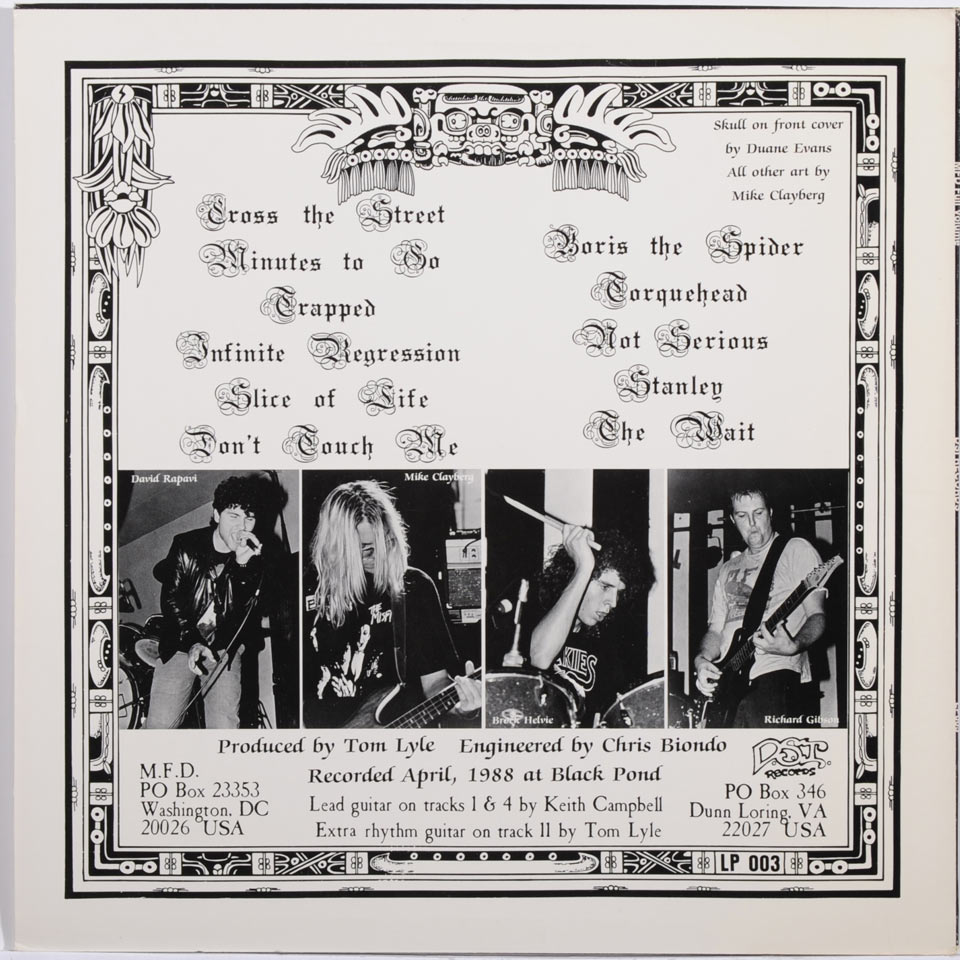 Skull on front cover
by Duane Evans
All other art by
Mike Clayberg
Cross the Street
Minutes to Go
Trapped
Infinite Regression
Slice of Life
Don't Touch Me
Boris the Spider
Torquehead
Not Serious
Stanley
The Wait
David Rapavi
Mike Clayberg
Brock Helvie
Richard Gibson
Produced by Tom Lyle Engineered by Chris Biondo
Recorded April, 1988 at Black Pond
Lead guitar on tracks 1 & 4 by Keith Campbell
Extra rhythm guitar on track 11 by Tom Lyle
M.F.D.
PO Box 23353
Washington, DC
20026 USA
D.S.I.
RECORDS
PO Box 346
Dunn Loring, VA
22027 USA
LP 003